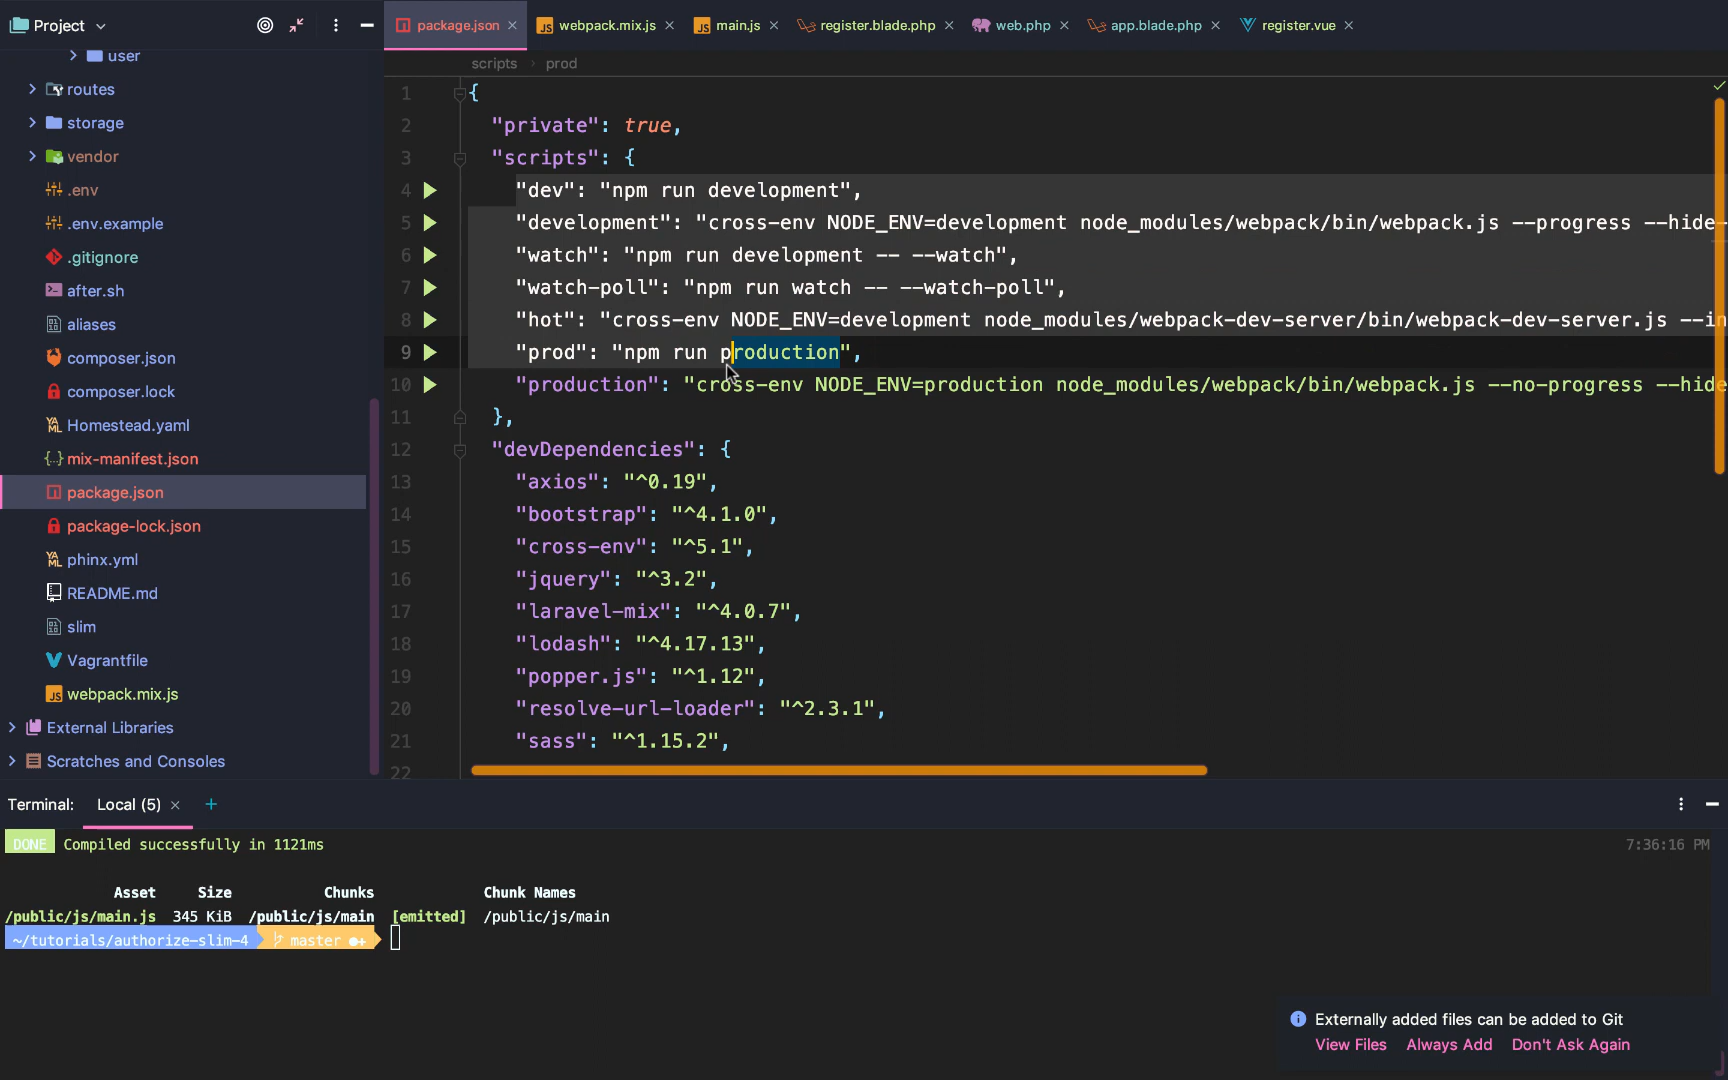 Project
package.json
webpack.mix.js
main.js
register.blade.php
web.php
app.blade.php
register.vue
user
routes
storage
vendor
.env
.env.example
.gitignore
after.sh
aliases
composer.json
composer.lock
Homestead.yaml
mix-manifest.json
package.json
package-lock.json
phinx.yml
README.md
slim
Vagrantfile
webpack.mix.js
External Libraries
Scratches and Consoles
scripts > prod
1 {
2 "private": true,
3 "scripts": {
4 "dev": "npm run development",
5 "development": "cross-env NODE_ENV=development node_modules/webpack/bin/webpack.js --progress --hide-
6 "watch": "npm run development -- --watch",
7 "watch-poll": "npm run watch -- --watch-poll",
8 "hot": "cross-env NODE_ENV=development node_modules/webpack-dev-server/bin/webpack-dev-server.js --in
9 "prod": "npm run production",
10 "production": "cross-env NODE_ENV=production node_modules/webpack/bin/webpack.js --no-progress --hide
11 },
12 "devDependencies": {
13 "axios": "^0.19",
14 "bootstrap": "^4.1.0",
15 "cross-env": "^5.1",
16 "jquery": "^3.2",
17 "laravel-mix": "^4.0.7",
18 "lodash": "^4.17.13",
19 "popper.js": "^1.12",
20 "resolve-url-loader": "^2.3.1",
21 "sass": "^1.15.2",
22
Terminal: Local (5) +
DONE Compiled successfully in 1121ms 7:36:16 PM
Asset Size Chunks Chunk Names
/public/js/main.js 345 KiB /public/js/main [emitted] /public/js/main
~/tutorials/authorize-slim-4 master ●+
Externally added files can be added to Git
View Files Always Add Don't Ask Again